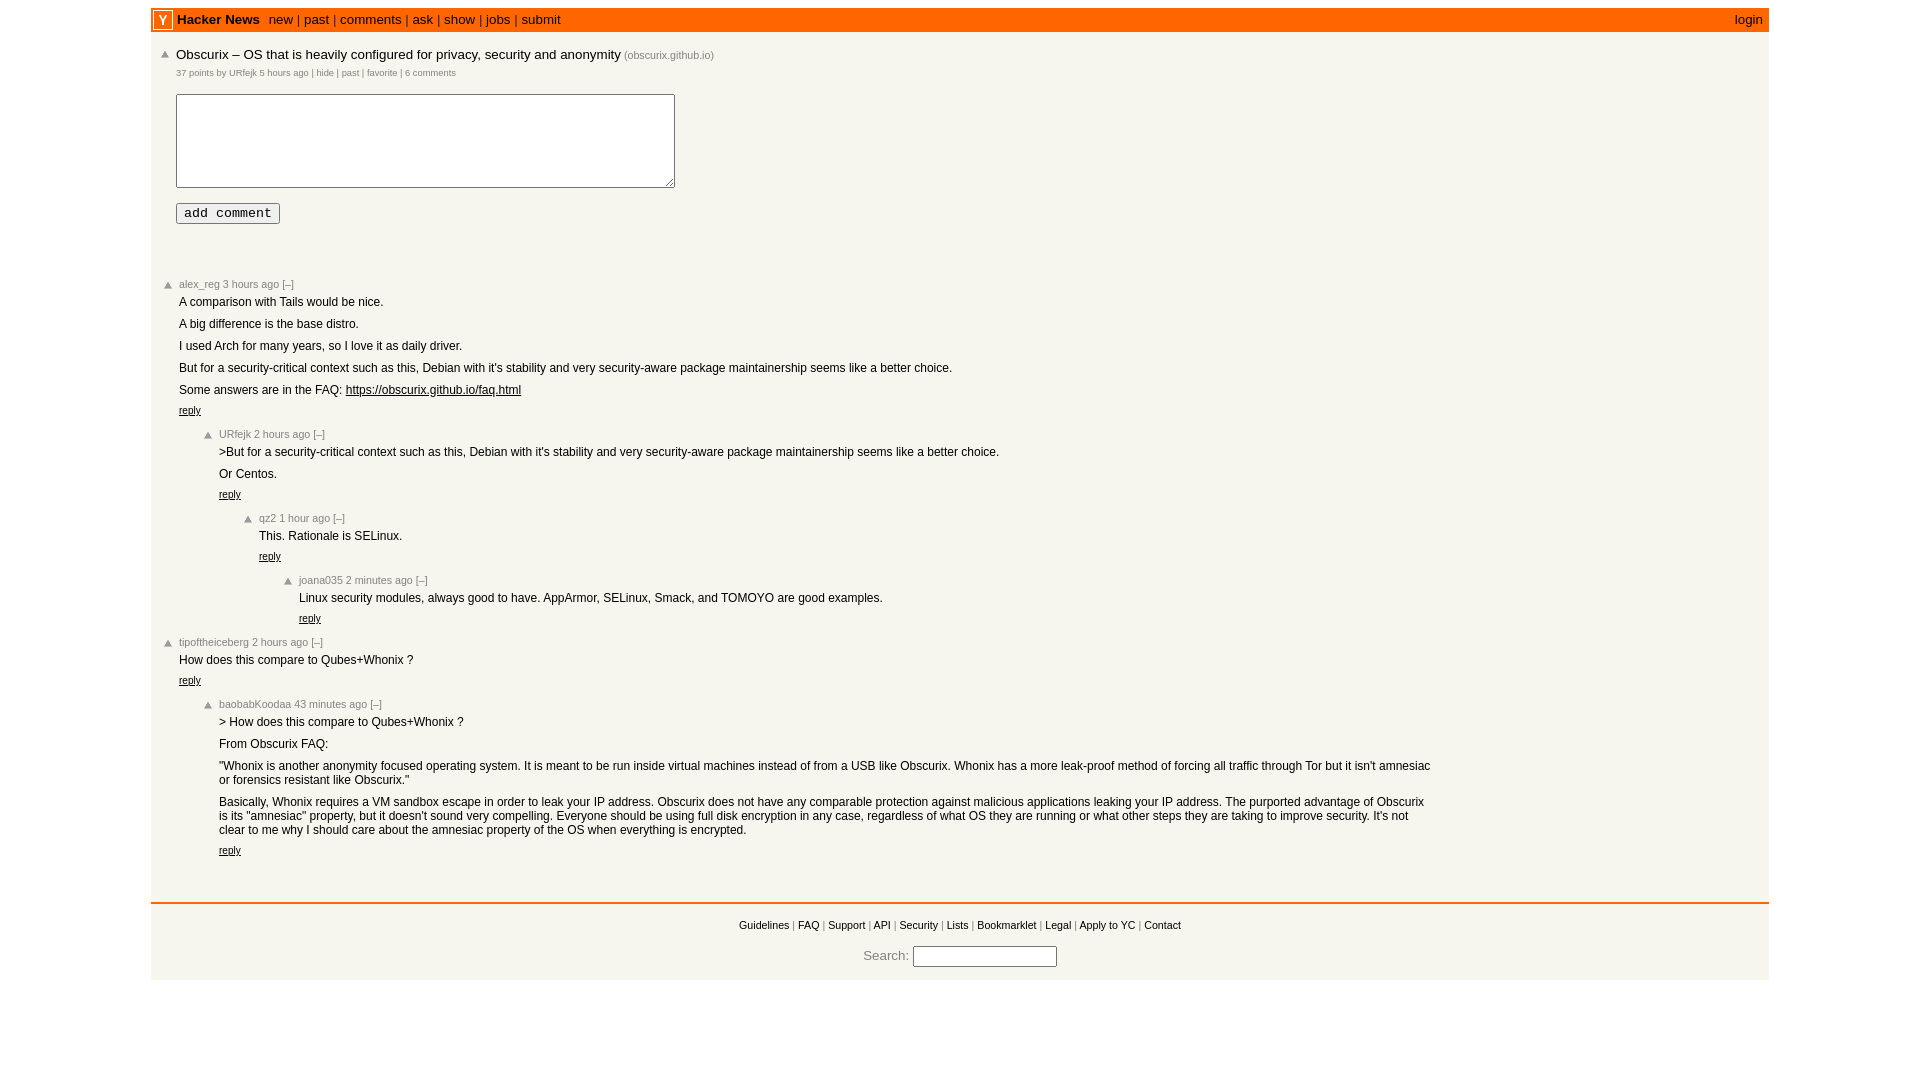 Y Hacker News new | past | comments | ask | show | jobs | submit login
Obscurix – OS that is heavily configured for privacy, security and anonymity (obscurix.github.io)
37 points by URfejk 5 hours ago | hide | past | favorite | 6 comments
add comment
alex_reg 3 hours ago [–]
A comparison with Tails would be nice.
A big difference is the base distro.
I used Arch for many years, so I love it as daily driver.
But for a security-critical context such as this, Debian with it's stability and very security-aware package maintainership seems like a better choice.
Some answers are in the FAQ: https://obscurix.github.io/faq.html
reply
URfejk 2 hours ago [–]
>But for a security-critical context such as this, Debian with it's stability and very security-aware package maintainership seems like a better choice.
Or Centos.
reply
qz2 1 hour ago [–]
This. Rationale is SELinux.
reply
joana035 2 minutes ago [–]
Linux security modules, always good to have. AppArmor, SELinux, Smack, and TOMOYO are good examples.
reply
tipoftheiceberg 2 hours ago [–]
How does this compare to Qubes+Whonix ?
reply
baobabKoodaa 43 minutes ago [–]
> How does this compare to Qubes+Whonix ?
From Obscurix FAQ:
"Whonix is another anonymity focused operating system. It is meant to be run inside virtual machines instead of from a USB like Obscurix. Whonix has a more leak-proof method of forcing all traffic through Tor but it isn't amnesiac
or forensics resistant like Obscurix."
Basically, Whonix requires a VM sandbox escape in order to leak your IP address. Obscurix does not have any comparable protection against malicious applications leaking your IP address. The purported advantage of Obscurix
is its "amnesiac" property, but it doesn't sound very compelling. Everyone should be using full disk encryption in any case, regardless of what OS they are running or what other steps they are taking to improve security. It's not
clear to me why I should care about the amnesiac property of the OS when everything is encrypted.
reply
Guidelines | FAQ | Support | API | Security | Lists | Bookmarklet | Legal | Apply to YC | Contact
Search: